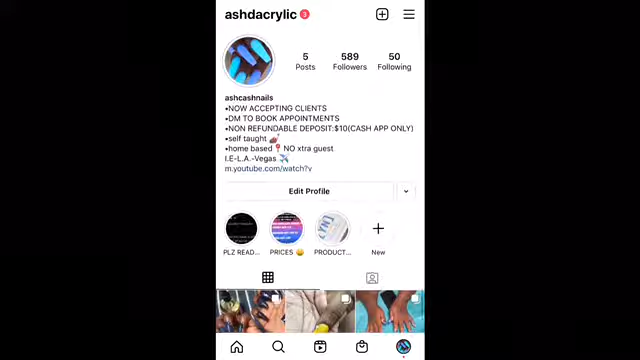 ashdacrylic 3
5 589 50
Posts Followers Following
ashcashnails
•NOW ACCEPTING CLIENTS
•DM TO BOOK APPOINTMENTS
•NON REFUNDABLE DEPOSIT:$10(CASH APP ONLY)
•self taught 💅🏾
•home based📍NO xtra guest
I.E-L.A.-Vegas ✈️
m.youtube.com/watch?v
Edit Profile
PLZ READ... PRICES 😀 PRODUCT... New